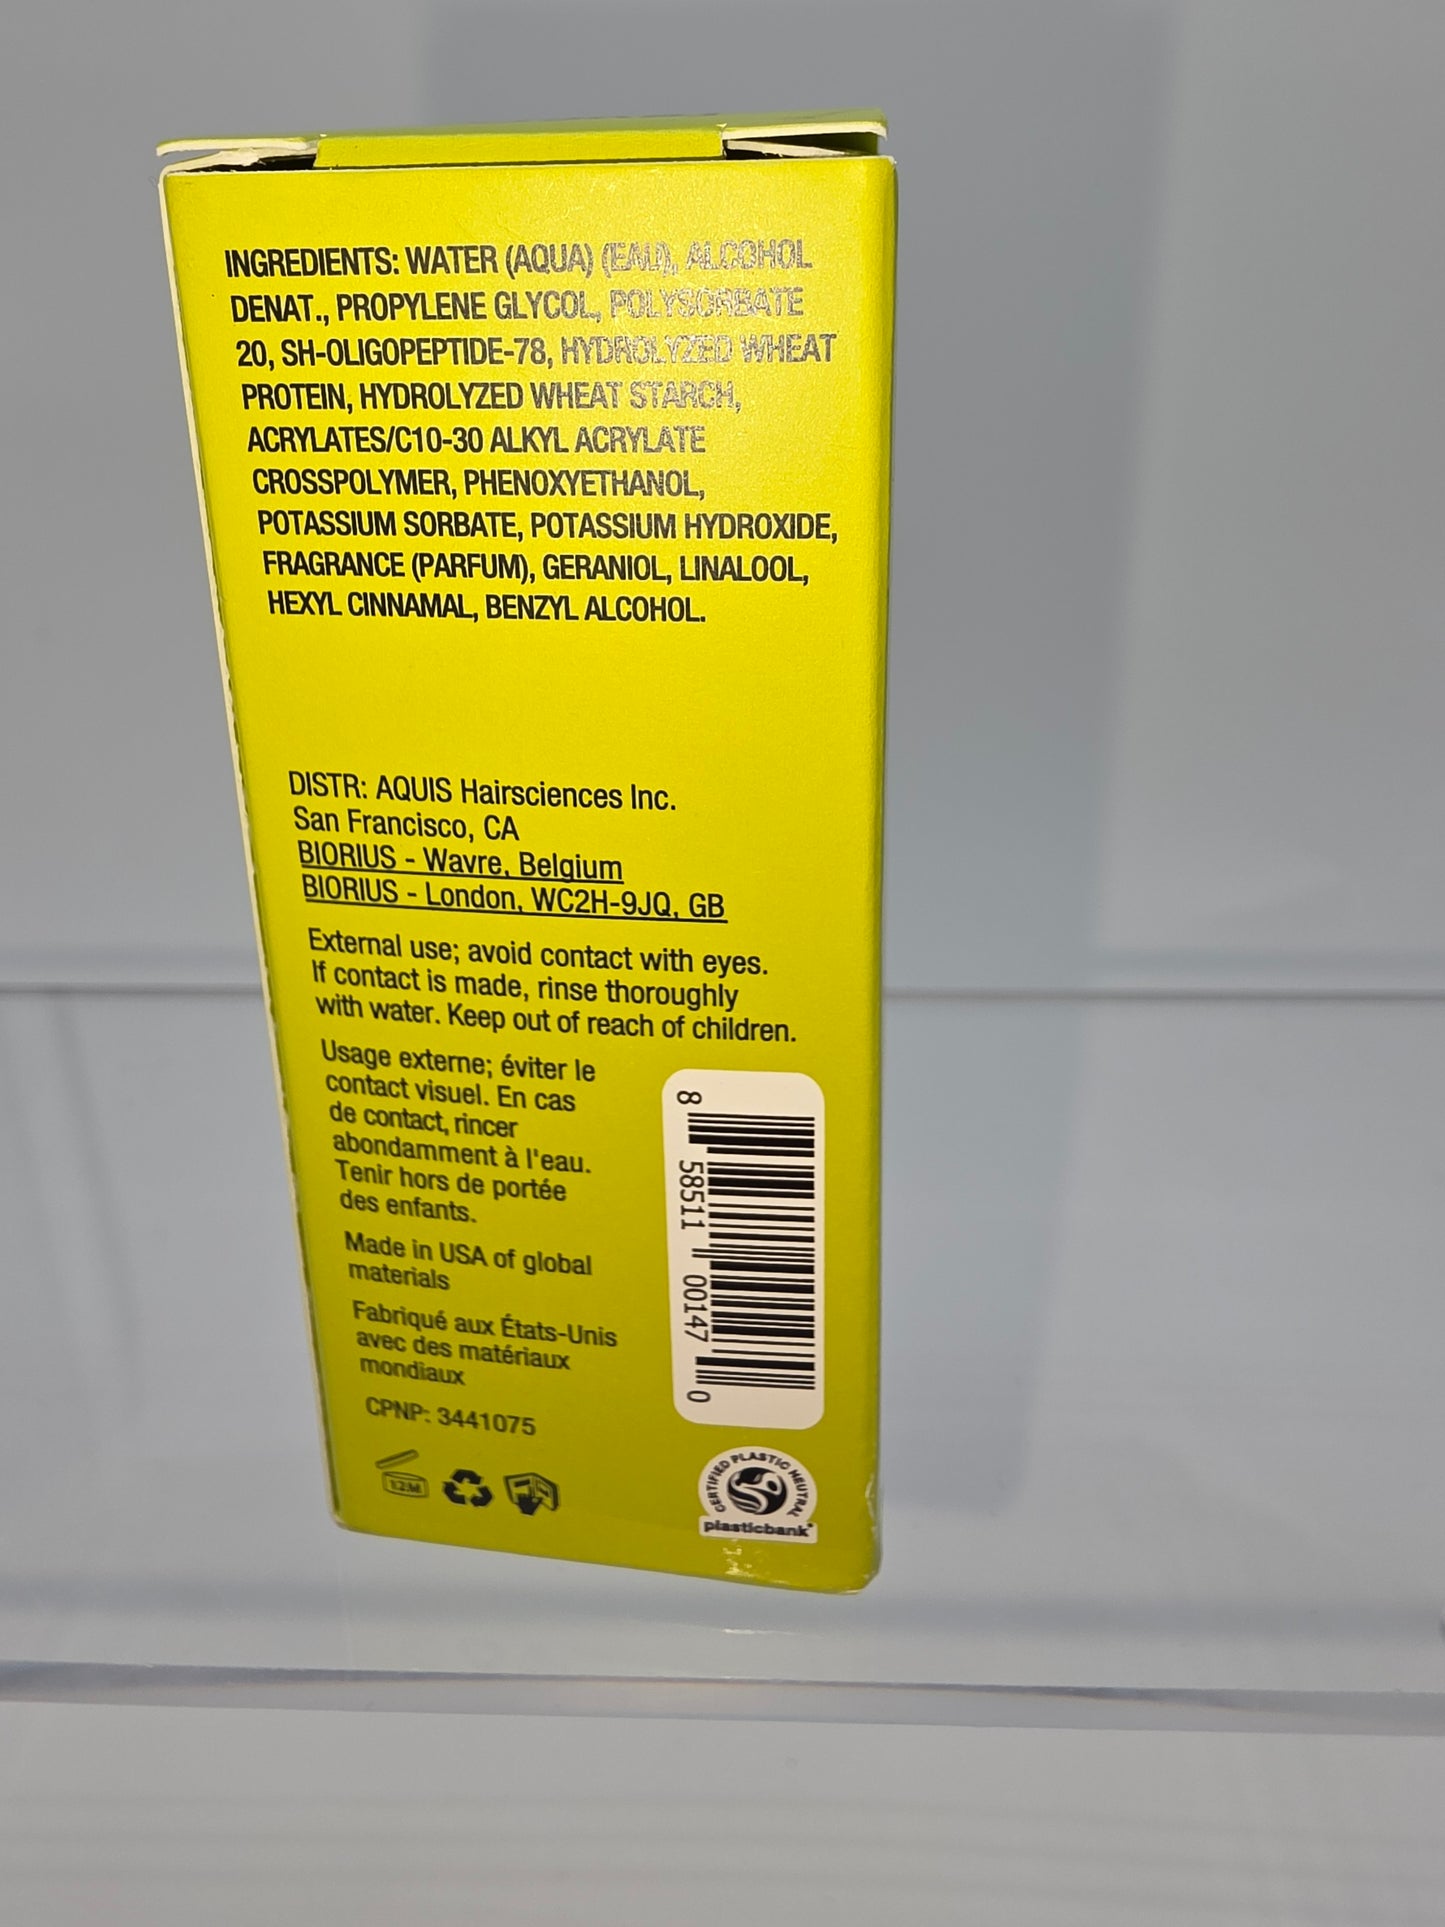 INGREDIENTS: WATER (AQUA) (EAU), ALCOHOL
DENAT., PROPYLENE GLYCOL, POLYSORBATE
20, SH-OLIGOPEPTIDE-78, HYDROLYZED WHEAT
PROTEIN, HYDROLYZED WHEAT STARCH,
ACRYLATES/C10-30 ALKYL ACRYLATE
CROSSPOLYMER, PHENOXYETHANOL,
POTASSIUM SORBATE, POTASSIUM HYDROXIDE,
FRAGRANCE (PARFUM), GERANIOL, LINALOOL,
HEXYL CINNAMAL, BENZYL ALCOHOL.
DISTR: AQUIS Hairsciences Inc.
San Francisco, CA
BIORIUS - Wavre, Belgium
BIORIUS - London, WC2H-9JQ, GB
External use; avoid contact with eyes.
If contact is made, rinse thoroughly
with water. Keep out of reach of children.
Usage externe; éviter le
contact visuel. En cas
de contact, rincer
abondamment à l'eau.
Tenir hors de portée
des enfants.
Made in USA of global
materials
Fabriqué aux États-Unis
avec des matériaux
mondiaux
CPNP: 3441075
12M
8 58511 00147 0
CERTIFIED PLASTIC NEUTRAL
plasticbank